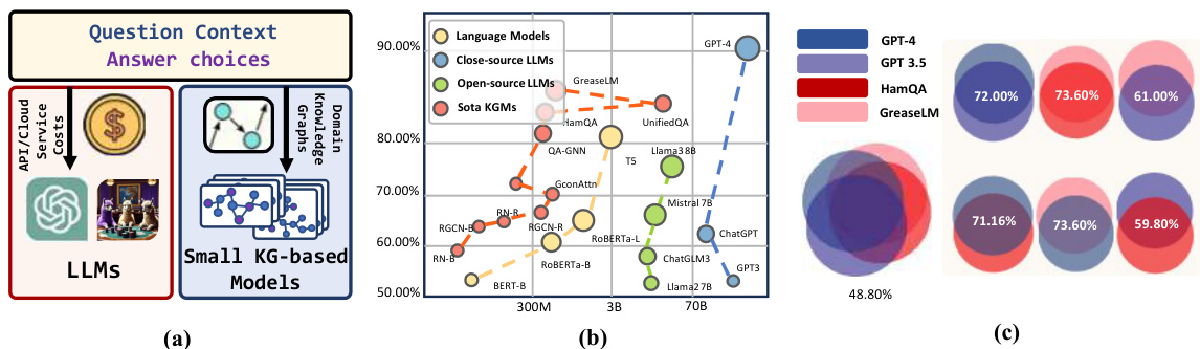 Question Context
Answer choices
API/Cloud
Service
Costs
Domain
Knowledge
Graphs
$
LLMs
Small KG-based
Models
(a)
90.00%
80.00%
70.00%
60.00%
50.00%
Language Models
Close-source LLMs
Open-source LLMs
Sota KGMs
GPT-4
GreaseLM
HamQA
UnifiedQA
QA-GNN
T5
Llama3 8B
GconAttn
Miistral 7B
RN-R
RGCN-B
RGCN-R
RoBERTa-L
ChatGPT
RN-B
RoBERTa-B
ChatGLM3
GPT3
BERT-B
Llama2 7B
300M
3B
70B
(b)
GPT-4
GPT 3.5
HamQA
GreaseLM
72.00%
73.60%
61.00%
71.16%
73.60%
59.80%
48.80%
(c)